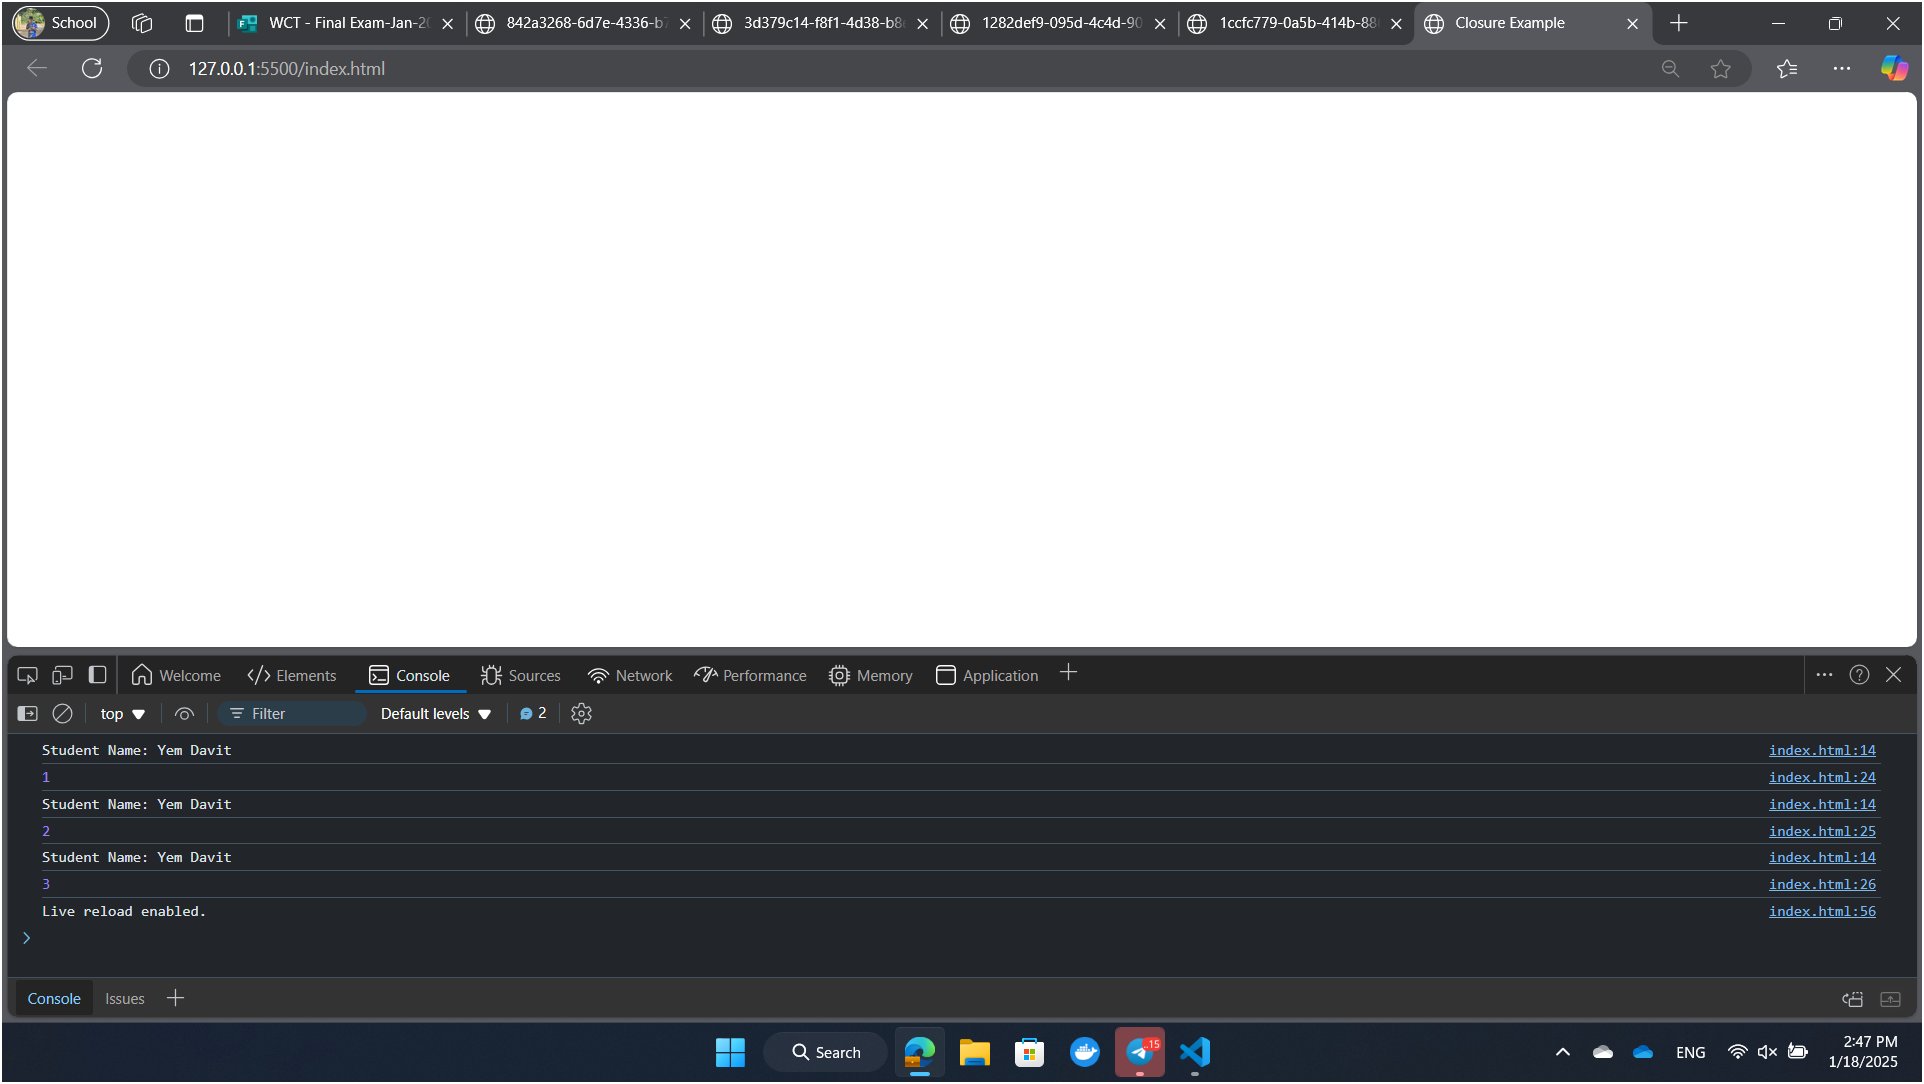 School
WCT - Final Exam-Jan-20
842a3268-6d7e-4336-b7
3d379c14-f8f1-4d38-b8
1282def9-095d-4c4d-90
1ccfc779-0a5b-414b-88
Closure Example
127.0.0.1:5500/index.html
Welcome
Elements
Console
Sources
Network
Performance
Memory
Application
top
Filter
Default levels
2
Student Name: Yem Davit index.html:14
1 index.html:24
Student Name: Yem Davit index.html:14
2 index.html:25
Student Name: Yem Davit index.html:14
3 index.html:26
Live reload enabled. index.html:56
Console
Issues
Search
15
ENG
2:47 PM
1/18/2025